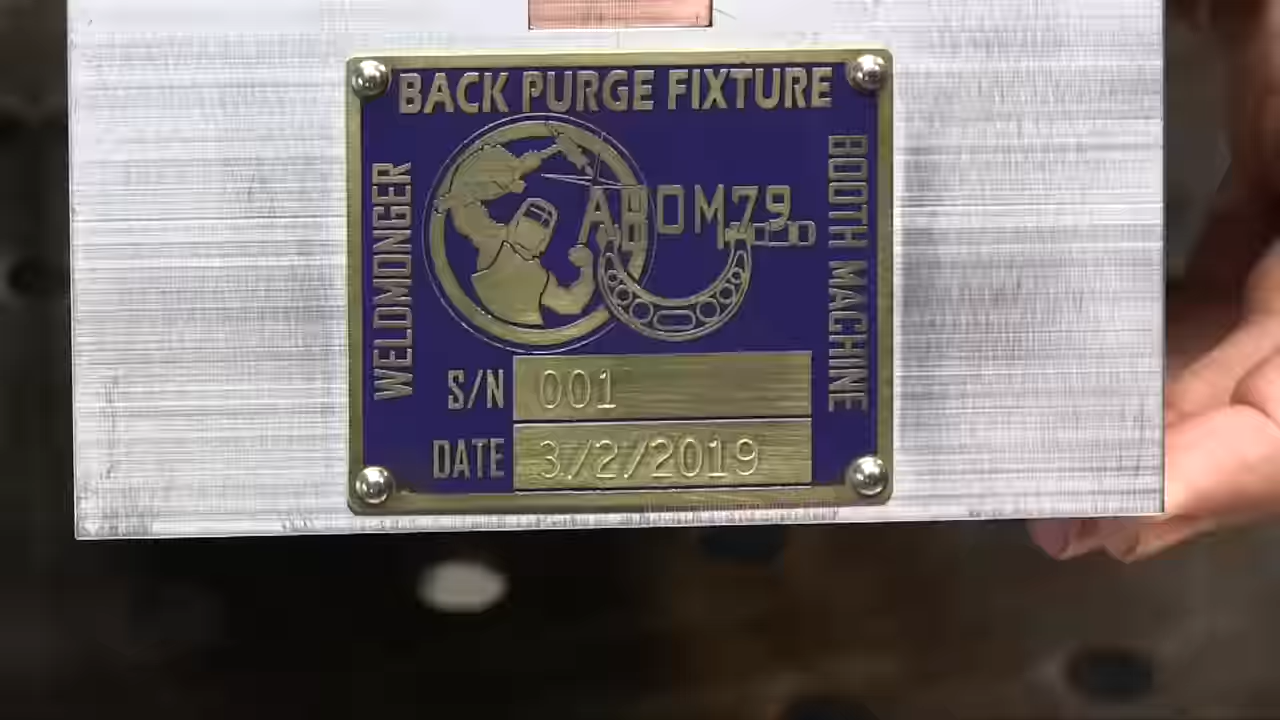 BACK PURGE FIXTURE
WELDMONGER
ABOM79
BOOTH MACHINE
S/N 001
DATE 3/2/2019